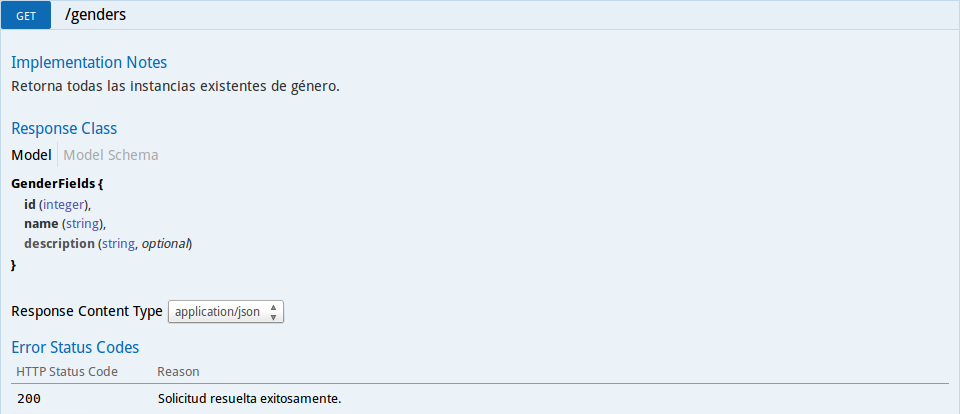 GET /genders
Implementation Notes
Retorna todas las instancias existentes de género.
Response Class
Model Model Schema
GenderFields {
id (integer),
name (string),
description (string, optional)
}
Response Content Type application/json
Error Status Codes
HTTP Status Code Reason
200 Solicitud resuelta exitosamente.